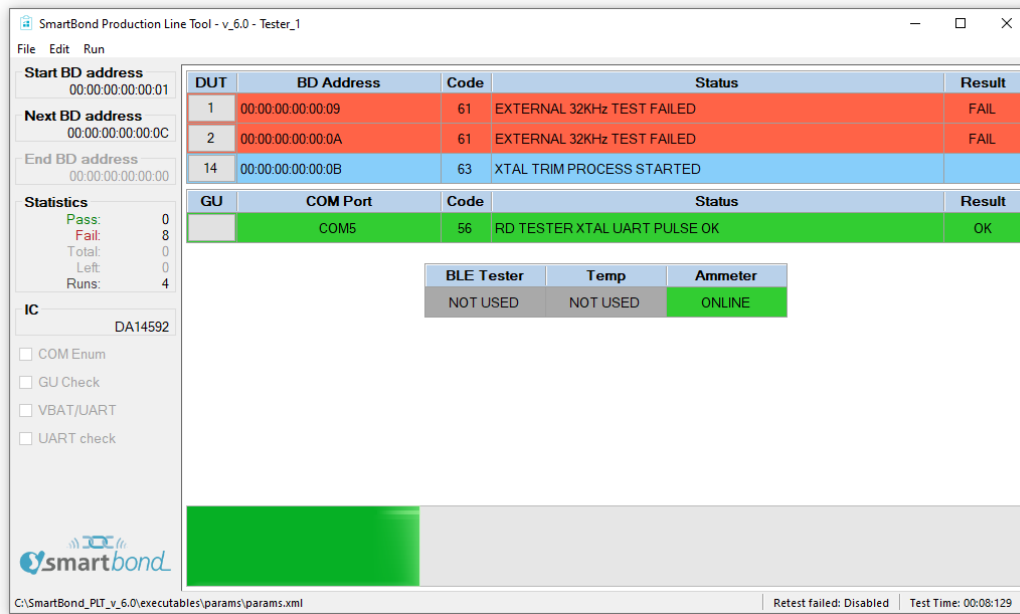 SmartBond Production Line Tool - v_6.0 - Tester_1
File Edit Run
Start BD address
00:00:00:00:00:01
Next BD address
00:00:00:00:00:0C
End BD address
00:00:00:00:00:00
Statistics
Pass: 0
Fail: 8
Total: 0
Left: 0
Runs: 4
IC
DA14592
COM Enum
GU Check
VBAT/UART
UART check
DUT BD Address Code Status Result
1 00:00:00:00:00:09 61 EXTERNAL 32KHz TEST FAILED FAIL
2 00:00:00:00:00:0A 61 EXTERNAL 32KHz TEST FAILED FAIL
14 00:00:00:00:00:0B 63 XTAL TRIM PROCESS STARTED
GU COM Port Code Status Result
COM5 56 RD TESTER XTAL UART PULSE OK OK
BLE Tester Temp Ammeter
NOT USED NOT USED ONLINE
smartbond
C:\SmartBond_PLT_v_6.0\executables\params\params.xml
Retest failed: Disabled Test Time: 00:08:129